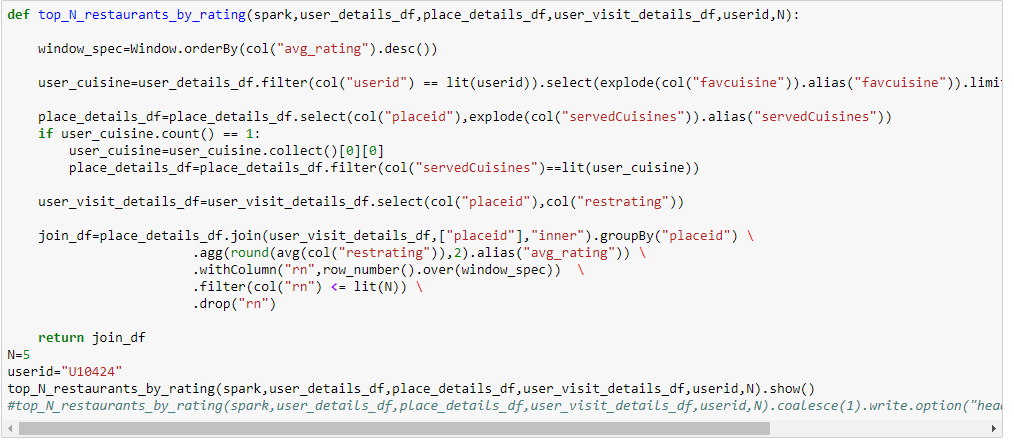 def top_N_restaurants_by_rating(spark,user_details_df,place_details_df,user_visit_details_df,userid,N):
window_spec=Window.orderBy(col("avg_rating").desc())
user_cuisine=user_details_df.filter(col("userid") == lit(userid)).select(explode(col("favcuisine")).alias("favcuisine")).limi
place_details_df=place_details_df.select(col("placeid"),explode(col("servedCuisines")).alias("servedCuisines"))
if user_cuisine.count() == 1:
user_cuisine=user_cuisine.collect()[0][0]
place_details_df=place_details_df.filter(col("servedCuisines")==lit(user_cuisine))
user_visit_details_df=user_visit_details_df.select(col("placeid"),col("restrating"))
join_df=place_details_df.join(user_visit_details_df,["placeid"],"inner").groupBy("placeid") \
.agg(round(avg(col("restrating")),2).alias("avg_rating")) \
.withColumn("rn",row_number().over(window_spec))  \
.filter(col("rn") <= lit(N)) \
.drop("rn")
return join_df
N=5
userid="U10424"
top_N_restaurants_by_rating(spark,user_details_df,place_details_df,user_visit_details_df,userid,N).show()
#top_N_restaurants_by_rating(spark,user_details_df,place_details_df,user_visit_details_df,userid,N).coalesce(1).write.option("head